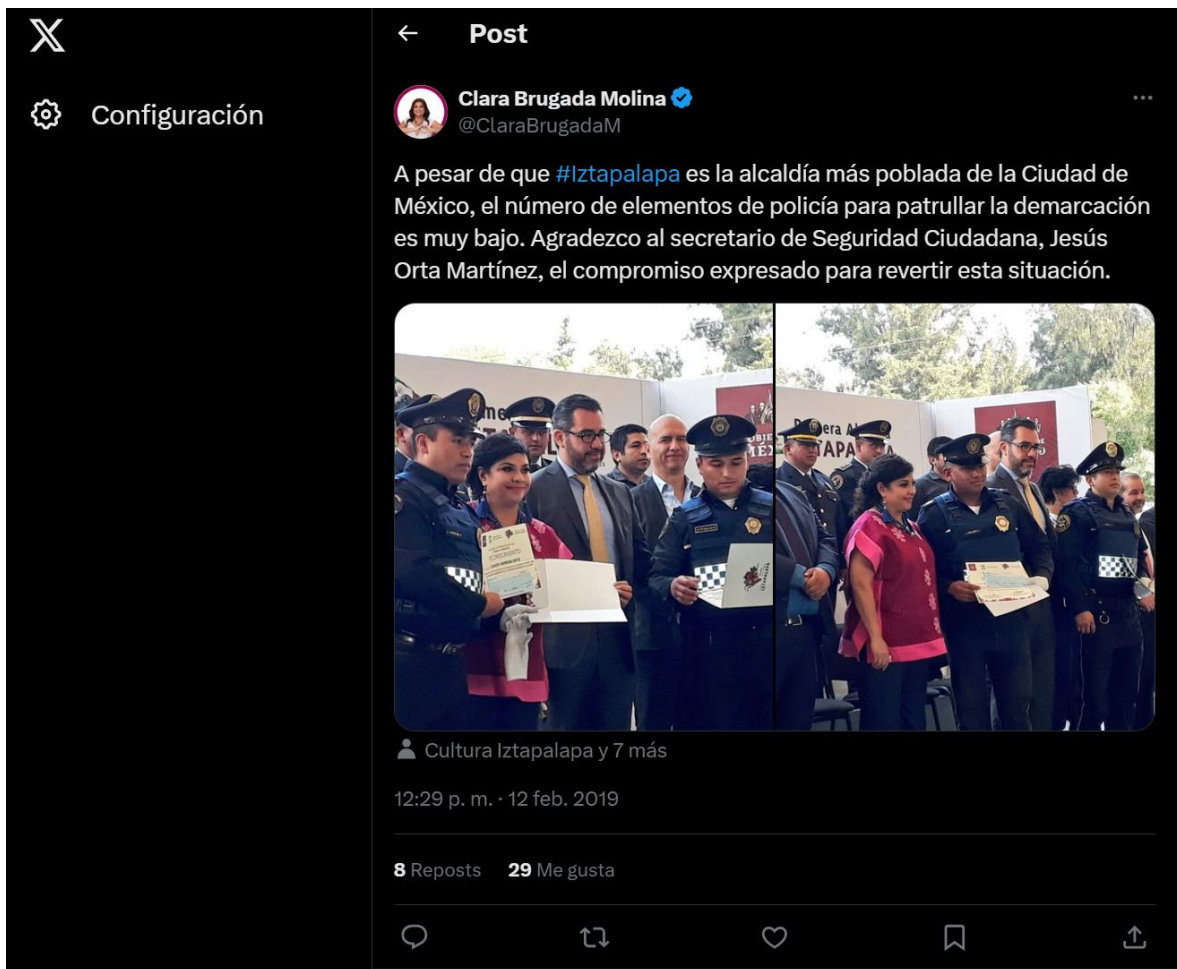 Post
Configuración
Clara Brugada Molina
@ClaraBrugadaM
A pesar de que #Iztapalapa es la alcaldía más poblada de la Ciudad de
México, el número de elementos de policía para patrullar la demarcación
es muy bajo. Agradezco al secretario de Seguridad Ciudadana, Jesús
Orta Martínez, el compromiso expresado para revertir esta situación.
Cultura Iztapalapa y 7 más
12:29 p. m. · 12 feb. 2019
8 Reposts 29 Me gusta